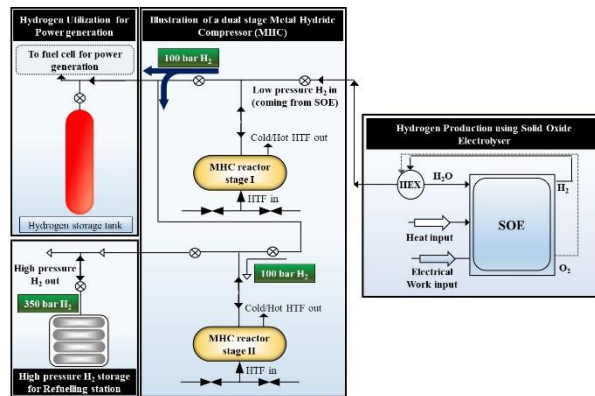 Hydrogen Utilization for
Power generation
To fuel cell for power
generation
Hydrogen storage tank
High pressure
H2 out
350 bar H2
High pressure H2 storage
for Refuelling station
Illustration of a dual stage Metal Hydride
Compressor (MHC)
100 bar H2
Low pressure H2 in
(coming from SOE)
Cold/Hot HTF out
MHC reactor
stage I
HTF in
100 bar H2
Cold/Hot HTF out
MHC reactor
stage II
HTF in
Hydrogen Production using Solid Oxide
Electrolyser
HEX
H2O
H2
SOE
Heat input
Electrical
Work input
O2